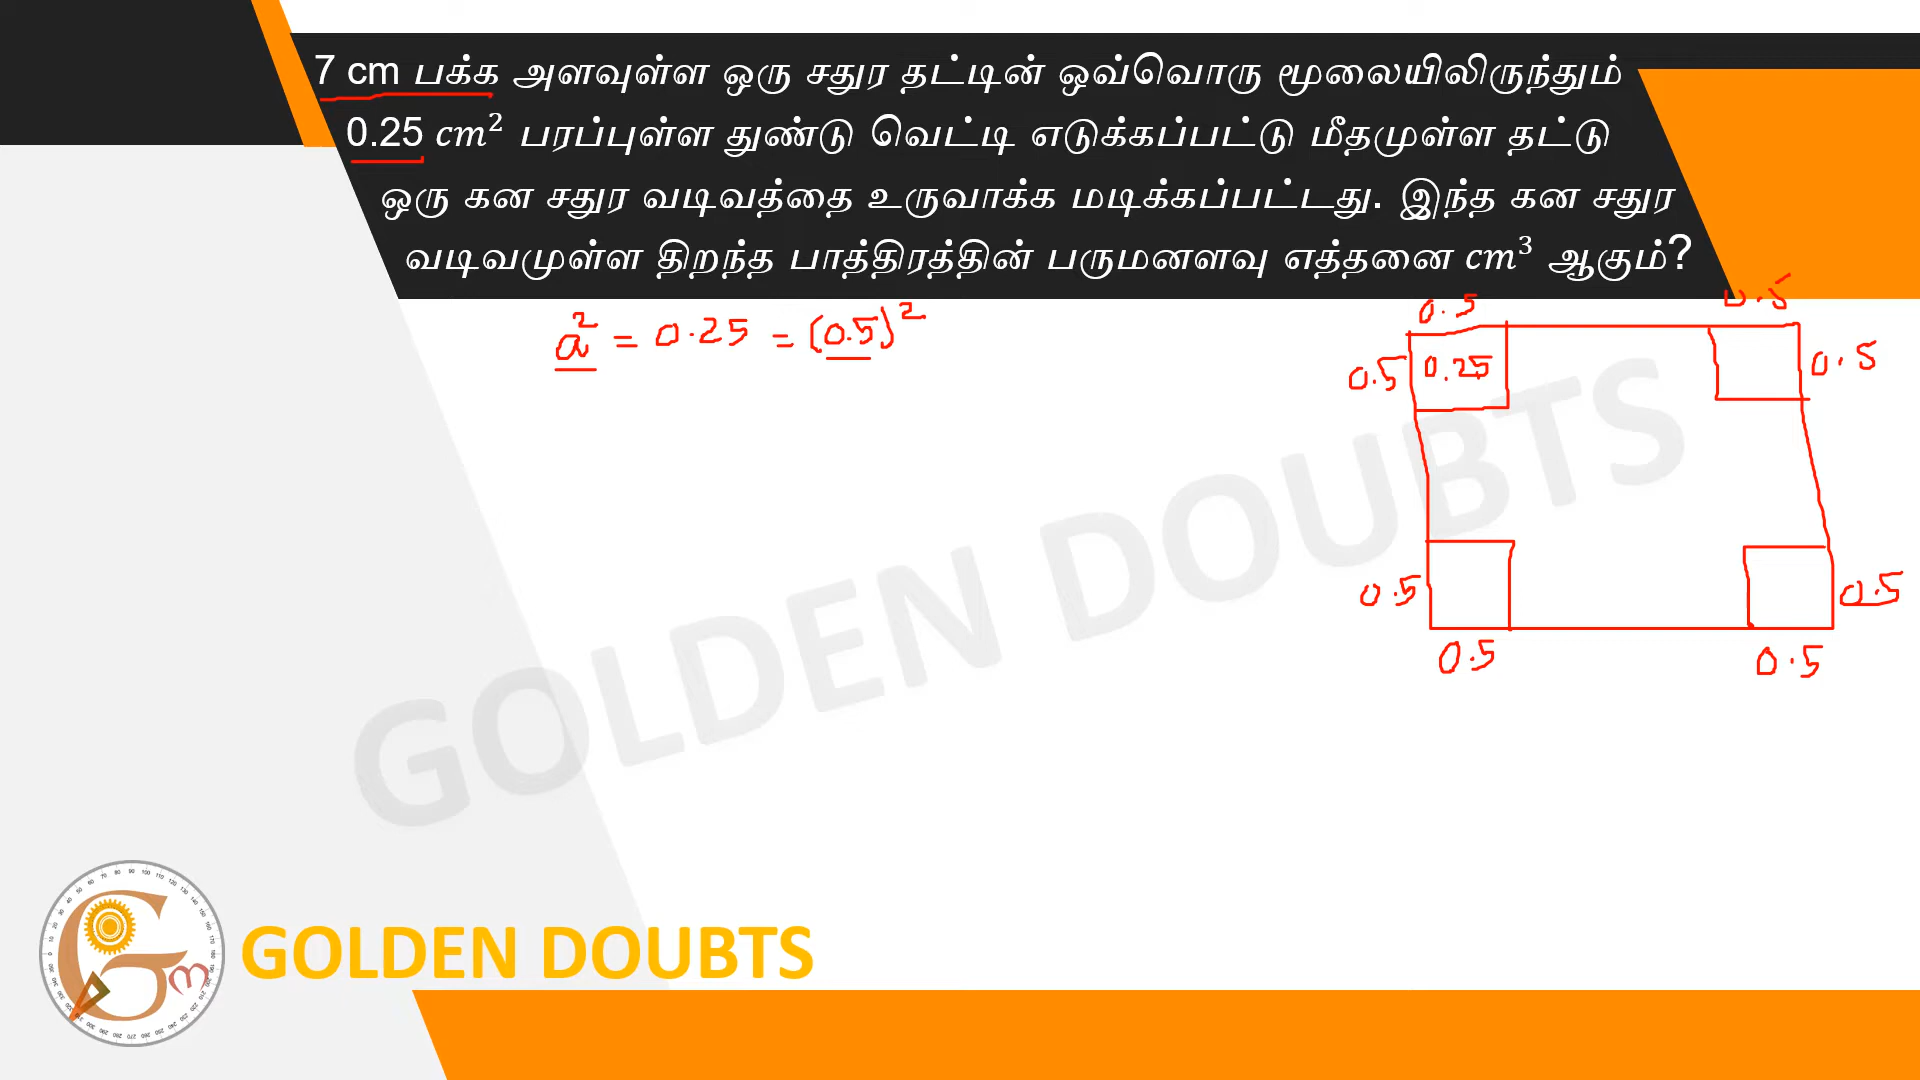 7 cm பக்க அளவுள்ள ஒரு சதுர தட்டின் ஒவ்வொரு மூலையிலிருந்தும்
0.25 cm² பரப்புள்ள துண்டு வெட்டி எடுக்கப்பட்டு மீதமுள்ள தட்டு
ஒரு கன சதுர வடிவத்தை உருவாக்க மடிக்கப்பட்டது. இந்த கன சதுர
வடிவமுள்ள திறந்த பாத்திரத்தின் பருமனளவு எத்தனை cm³ ஆகும்?
a² = 0.25 = (0.5)²
0.5 0.5
0.5 0.25 0.5
0.5 0.5
0.5 0.5
GOLDEN DOUBTS
GOLDEN DOUBTS